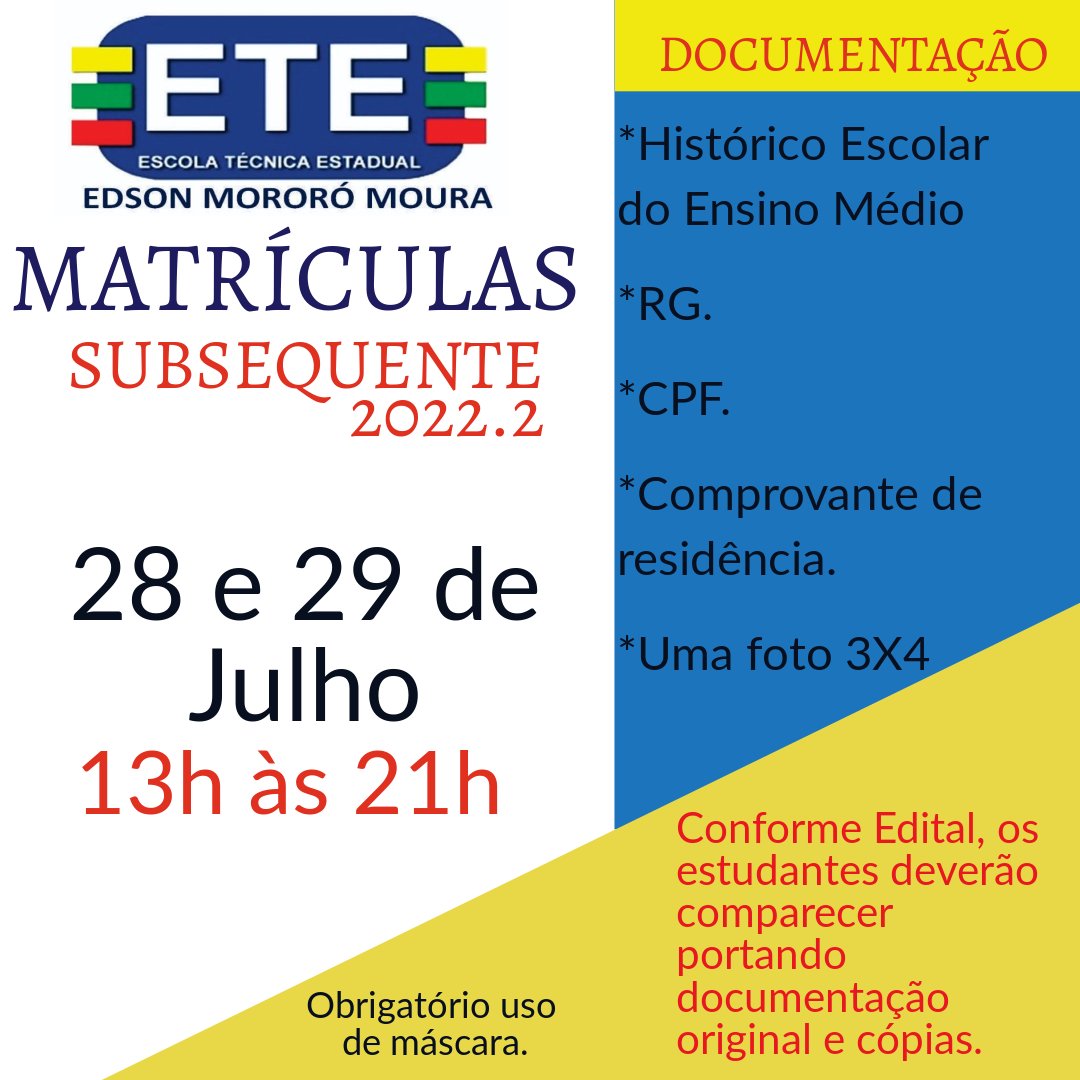 ETE
ESCOLA TÉCNICA ESTADUAL
EDSON MORORÓ MOURA
MATRÍCULAS
SUBSEQUENTE
2022.2
28 e 29 de
Julho
13h às 21h
Obrigatório uso
de máscara.
DOCUMENTAÇÃO
*Histórico Escolar
do Ensino Médio
*RG.
*CPF.
*Comprovante de
residência.
*Uma foto 3X4
Conforme Edital, os
estudantes deverão
comparecer
portando
documentação
original e cópias.